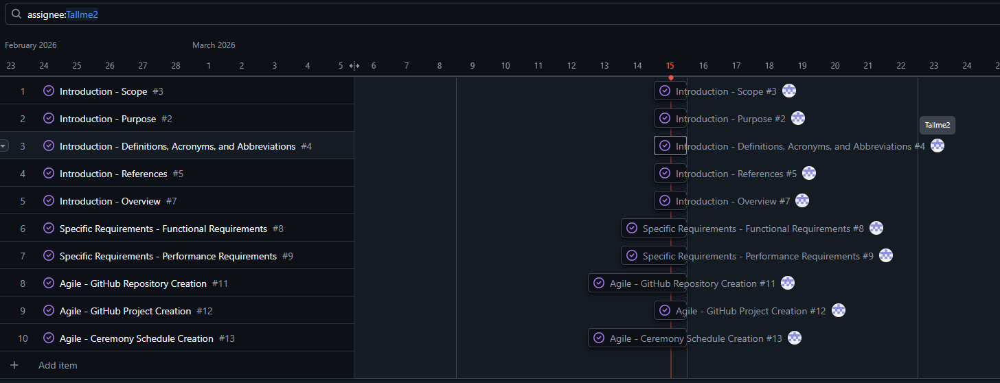 assignee:Tallme2
February 2026 March 2026
23 24 25 26 27 28 1 2 3 4 5 6 7 8 9 10 11 12 13 14 15 16 17 18 19 20 21 22 23 24 2
1 Introduction - Scope #3 Introduction - Scope #3
2 Introduction - Purpose #2 Introduction - Purpose #2
Tallme2
3 Introduction - Definitions, Acronyms, and Abbreviations #4 Introduction - Definitions, Acronyms, and Abbreviations #4
4 Introduction - References #5 Introduction - References #5
5 Introduction - Overview #7 Introduction - Overview #7
6 Specific Requirements - Functional Requirements #8 Specific Requirements - Functional Requirements #8
7 Specific Requirements - Performance Requirements #9 Specific Requirements - Performance Requirements #9
8 Agile - GitHub Repository Creation #11 Agile - GitHub Repository Creation #11
9 Agile - GitHub Project Creation #12 Agile - GitHub Project Creation #12
10 Agile - Ceremony Schedule Creation #13 Agile - Ceremony Schedule Creation #13
+ Add item